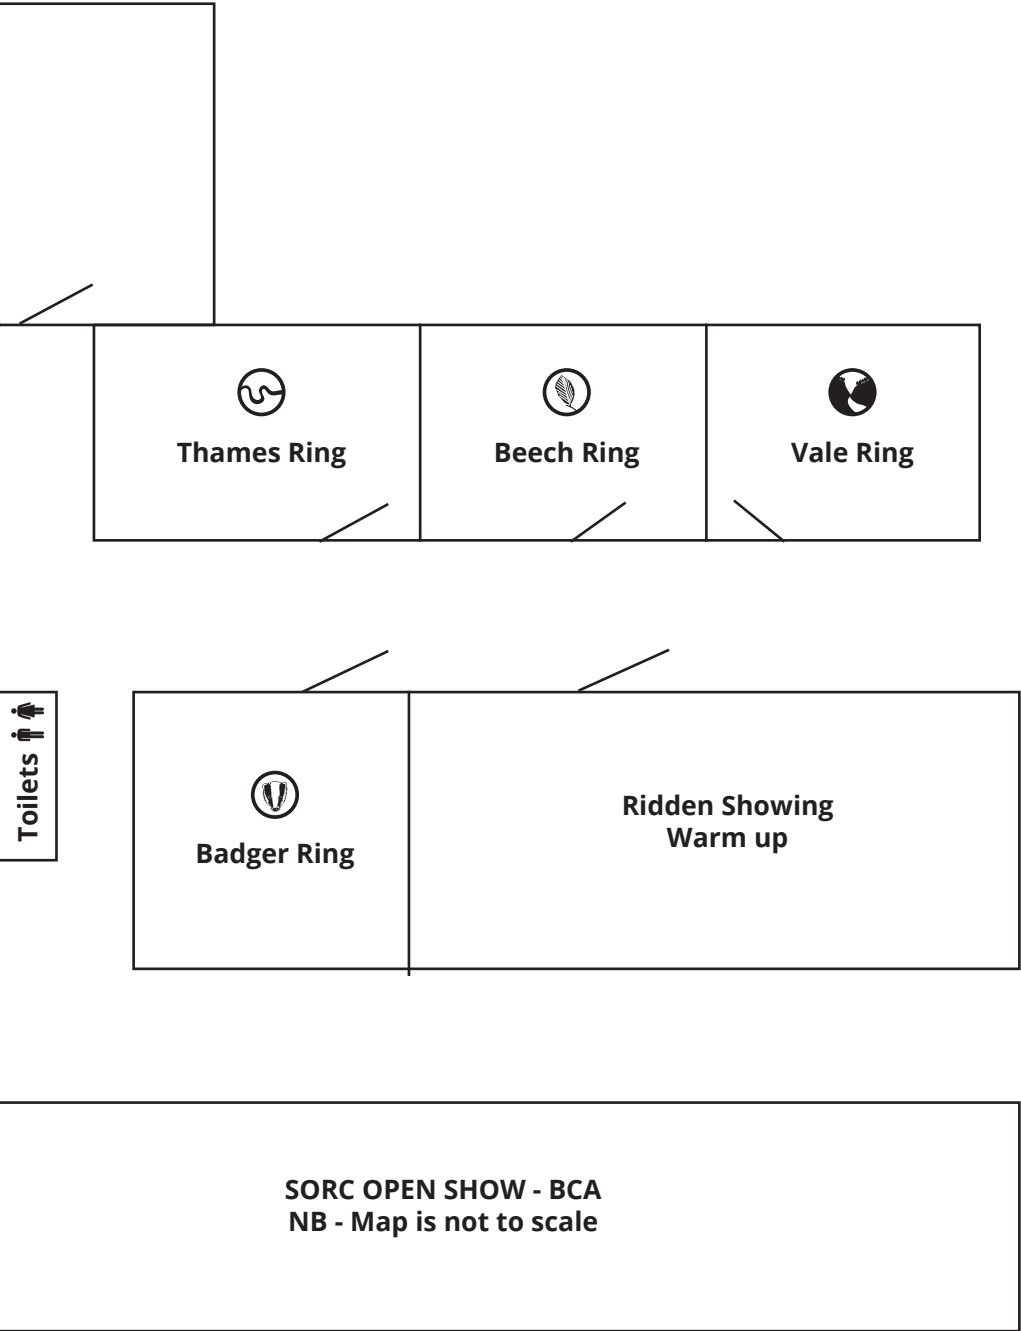 Thames Ring
Beech Ring
Vale Ring
Toilets
Badger Ring
Ridden Showing
Warm up
SORC OPEN SHOW - BCA
NB - Map is not to scale